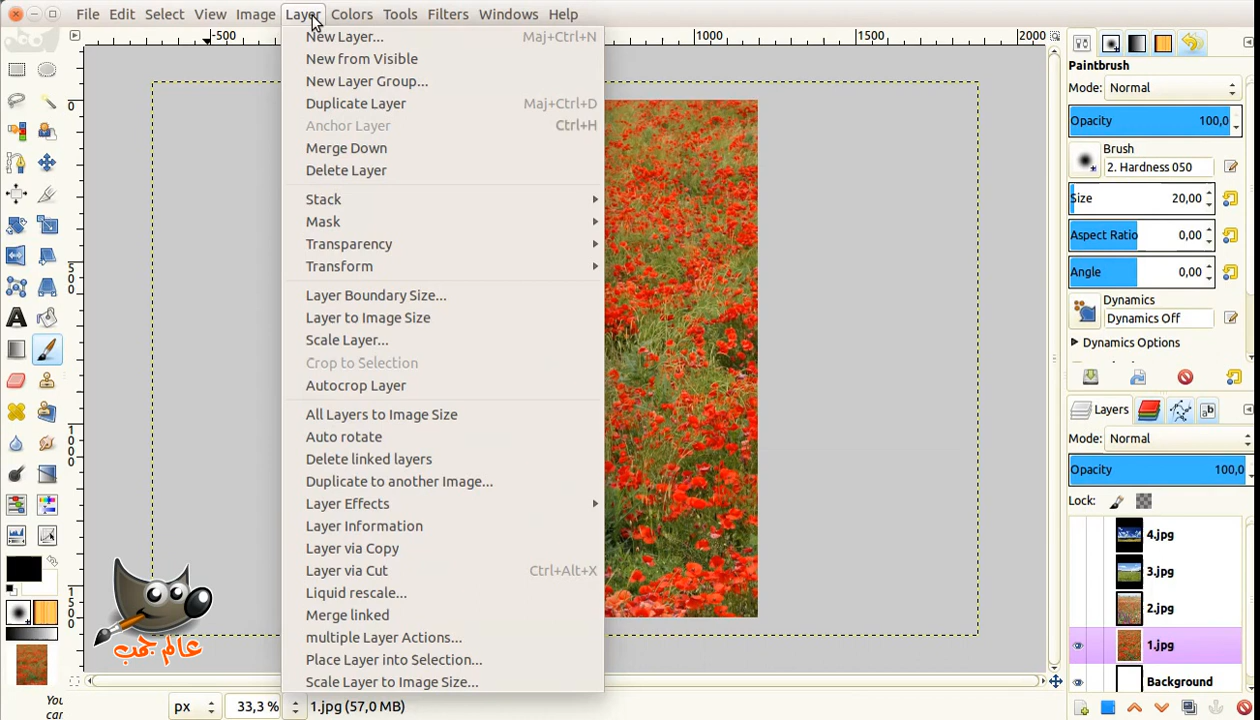 File Edit Select View Image Layer Colors Tools Filters Windows Help
-500 1000 1500 2000
0
500
1000
1500
New Layer... Maj+Ctrl+N
New from Visible
New Layer Group...
Duplicate Layer Maj+Ctrl+D
Anchor Layer Ctrl+H
Merge Down
Delete Layer
Stack
Mask
Transparency
Transform
Layer Boundary Size...
Layer to Image Size
Scale Layer...
Crop to Selection
Autocrop Layer
All Layers to Image Size
Auto rotate
Delete linked layers
Duplicate to another Image...
Layer Effects
Layer Information
Layer via Copy
Layer via Cut Ctrl+Alt+X
Liquid rescale...
Merge linked
multiple Layer Actions...
Place Layer into Selection...
Scale Layer to Image Size...
Paintbrush
Mode: Normal
Opacity 100,0
Brush
2. Hardness 050
Size 20,00
Aspect Ratio 0,00
Angle 0,00
Dynamics
Dynamics Off
Dynamics Options
Layers
Mode: Normal
Opacity 100,0
Lock:
4.jpg
3.jpg
2.jpg
1.jpg
Background
عالم جمب
You
can
px 33,3 % 1.jpg (57,0 MB)